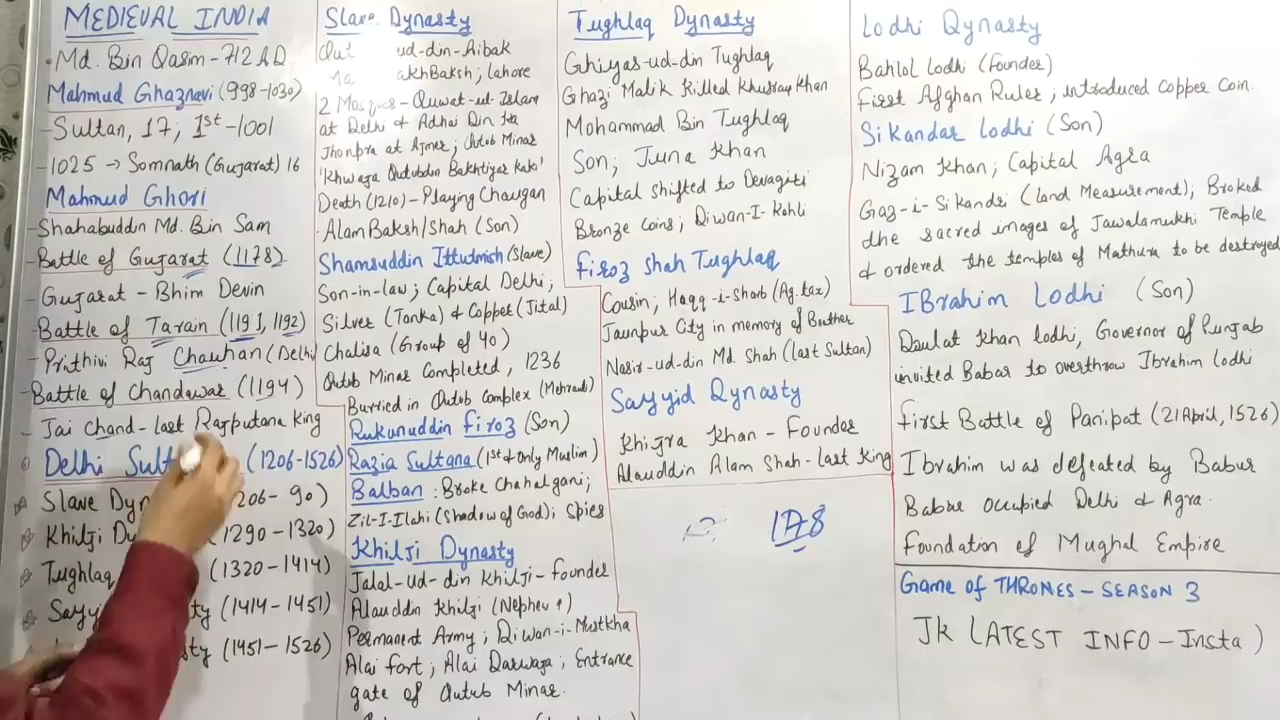 MEDIEVAL INDIA
Md. Bin Qasim - 712 AD
Mahmud Ghaznavi (998-1030)
- Sultan, 17; 1st - 1001
- 1025 → Somnath (Gujarat) 16
Mahmud Ghori
- Shahabuddin Md. Bin Sam
- Battle of Gujarat (1178)
- Gujarat - Bhim Devin
- Battle of Tarain (1191, 1192)
- Prithivi Raj Chauhan (Delhi)
- Battle of Chandawar (1194)
- Jai Chand - last Rajputana King
Delhi Sult (1206-1526)
Slave Dyn 206-90)
Khilji Dy (1290-1320)
Tughlaq (1320-1414)
Sayyi ty (1414-1451)
sty (1451-1526)
Slave Dynasty
Qut ud-din-Aibak
akhBaksh; Lahore
2 Mosques - Quwat-ul-Islam
at Delhi & Adhai Din Ka
Jhonpra at Ajmer; Qutub Minar
'Khwaja Qutubdin Bakhtiyar Kaki'
Death (1210) - Playing Chaugan
Alam Baksh/Shah (Son)
Shamsuddin Iltutmish (Slave)
Son-in-law; Capital Delhi;
Silver (Tanka) & Copper (Jital)
Chalisa (Group of 40)
Qutub Minar Completed, 1236
Burried in Qutub Complex (Mehrauli)
Rukanuddin Firoz (Son)
Razia Sultana (1st & Only Muslim)
Balban : Broke Chahalgani;
Zil-I-Ilahi (Shadow of God); spies
Khilji Dynasty
Jalal-ud-din Khilji - Founder
Alauddin Khilji (Nephew)
Permanent Army; Diwan-i-Mustkha
Alai Fort; Alai Darwaja; Entrance
gate of Qutub Minar.
Tughlaq Dynasty
Ghiyas-ud-din Tughlaq
Ghazi Malik Killed Khusrau Khan
Mohammad Bin Tughlaq
Son; Juna Khan
Capital shifted to Devagiri
Bronze Coins; Diwan-I-Kohli
Firoz Shah Tughlaq
Cousin; Haqq-i-Sharb (Ag. tax)
Jaunpur City in memory of Brother
Nasir-ud-din Md. Shah (last Sultan)
Sayyid Dynasty
Khijra Khan - Founder
Alauddin Alam Shah - Last King
178
Lodhi Dynasty
Bahlol Lodhi (Founder)
First Afghan Ruler; introduced copper coin.
Sikandar Lodhi (Son)
Nizam Khan; Capital Agra
Gaz-i-Sikandri (Land Measurement); Broked
the sacred images of Jawalamukhi Temple
& ordered the temples of Mathura to be destroyed
IBrahim Lodhi (Son)
Daulat Khan Lodhi, Governor of Punjab
invited Babar to overthrow Ibrahim Lodhi
First Battle of Panipat (21 April, 1526)
Ibrahim was defeated by Babur
Babur occupied Delhi & Agra.
Foundation of Mughal Empire
Game of THRONES - SEASON 3
JK LATEST INFO - Insta.)